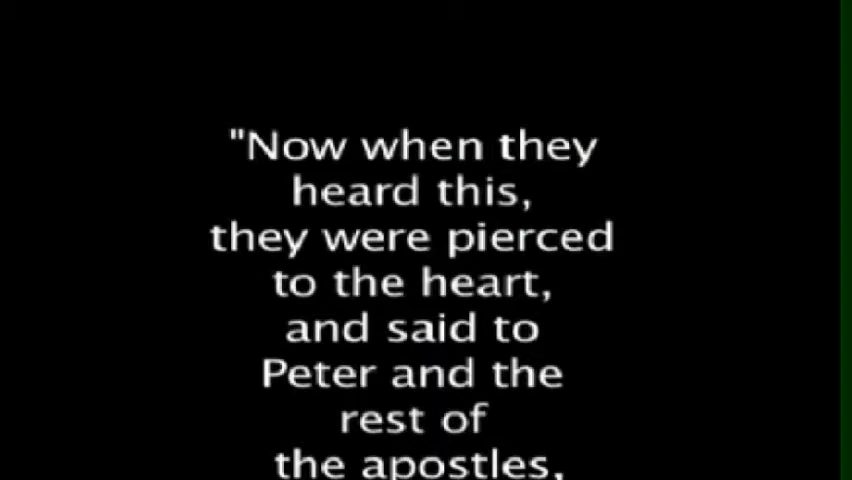 "Now when they
heard this,
they were pierced
to the heart,
and said to
Peter and the
rest of
the apostles,